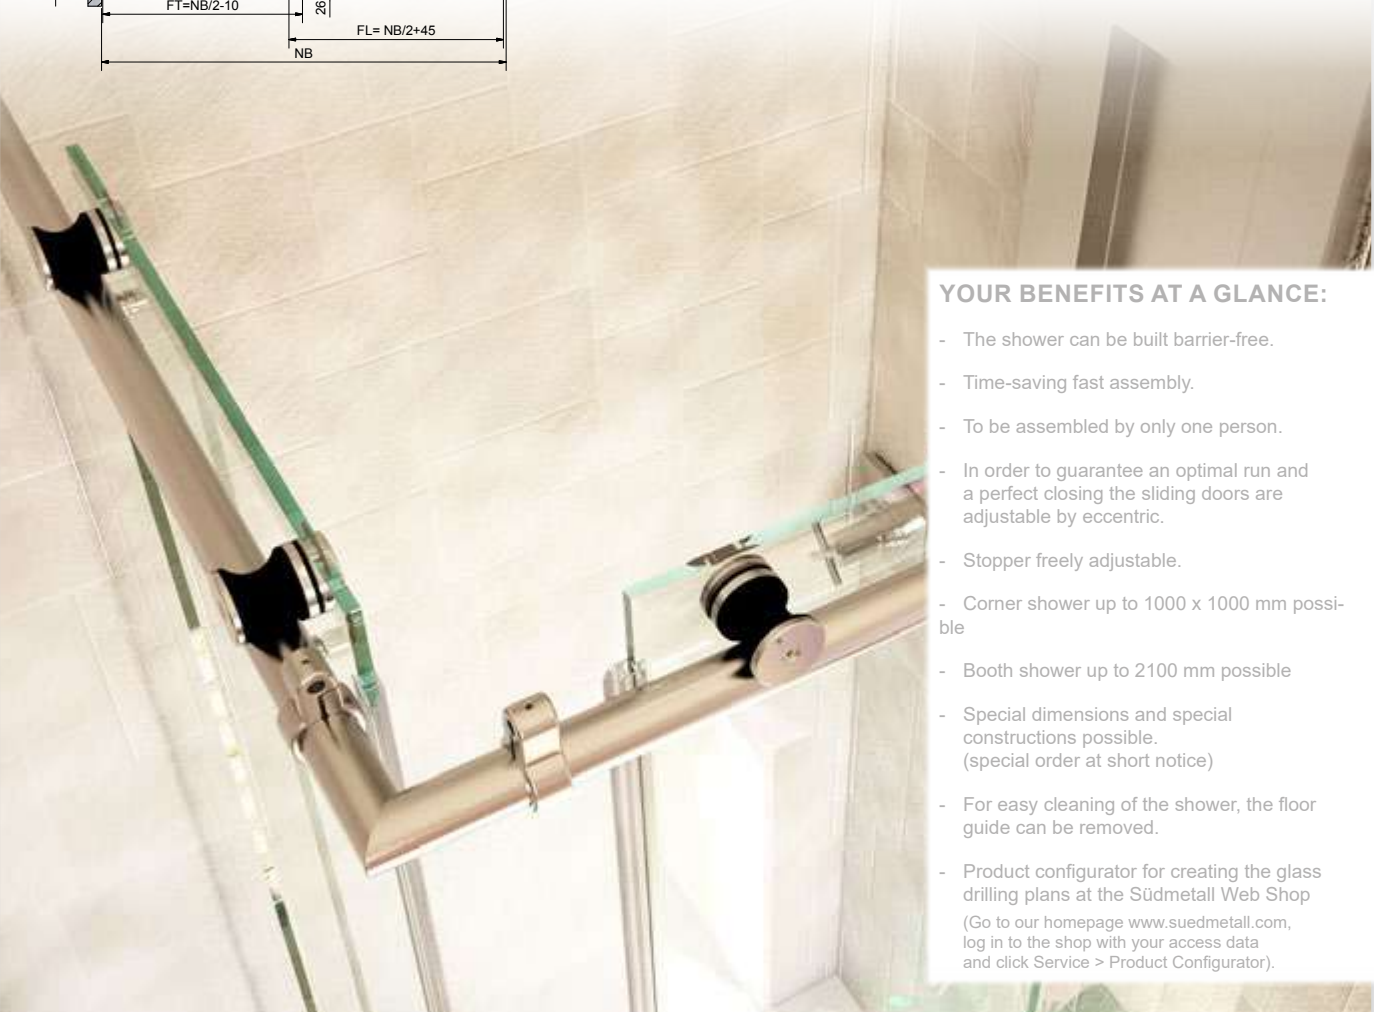 FT=NB/2-10
26
FL= NB/2+45
NB
YOUR BENEFITS AT A GLANCE:
- The shower can be built barrier-free.
- Time-saving fast assembly.
- To be assembled by only one person.
- In order to guarantee an optimal run and
a perfect closing the sliding doors are
adjustable by eccentric.
- Stopper freely adjustable.
- Corner shower up to 1000 x 1000 mm possi-
ble
- Booth shower up to 2100 mm possible
- Special dimensions and special
constructions possible.
(special order at short notice)
- For easy cleaning of the shower, the floor
guide can be removed.
- Product configurator for creating the glass
drilling plans at the Südmetall Web Shop
(Go to our homepage www.suedmetall.com,
log in to the shop with your access data
and click Service > Product Configurator).